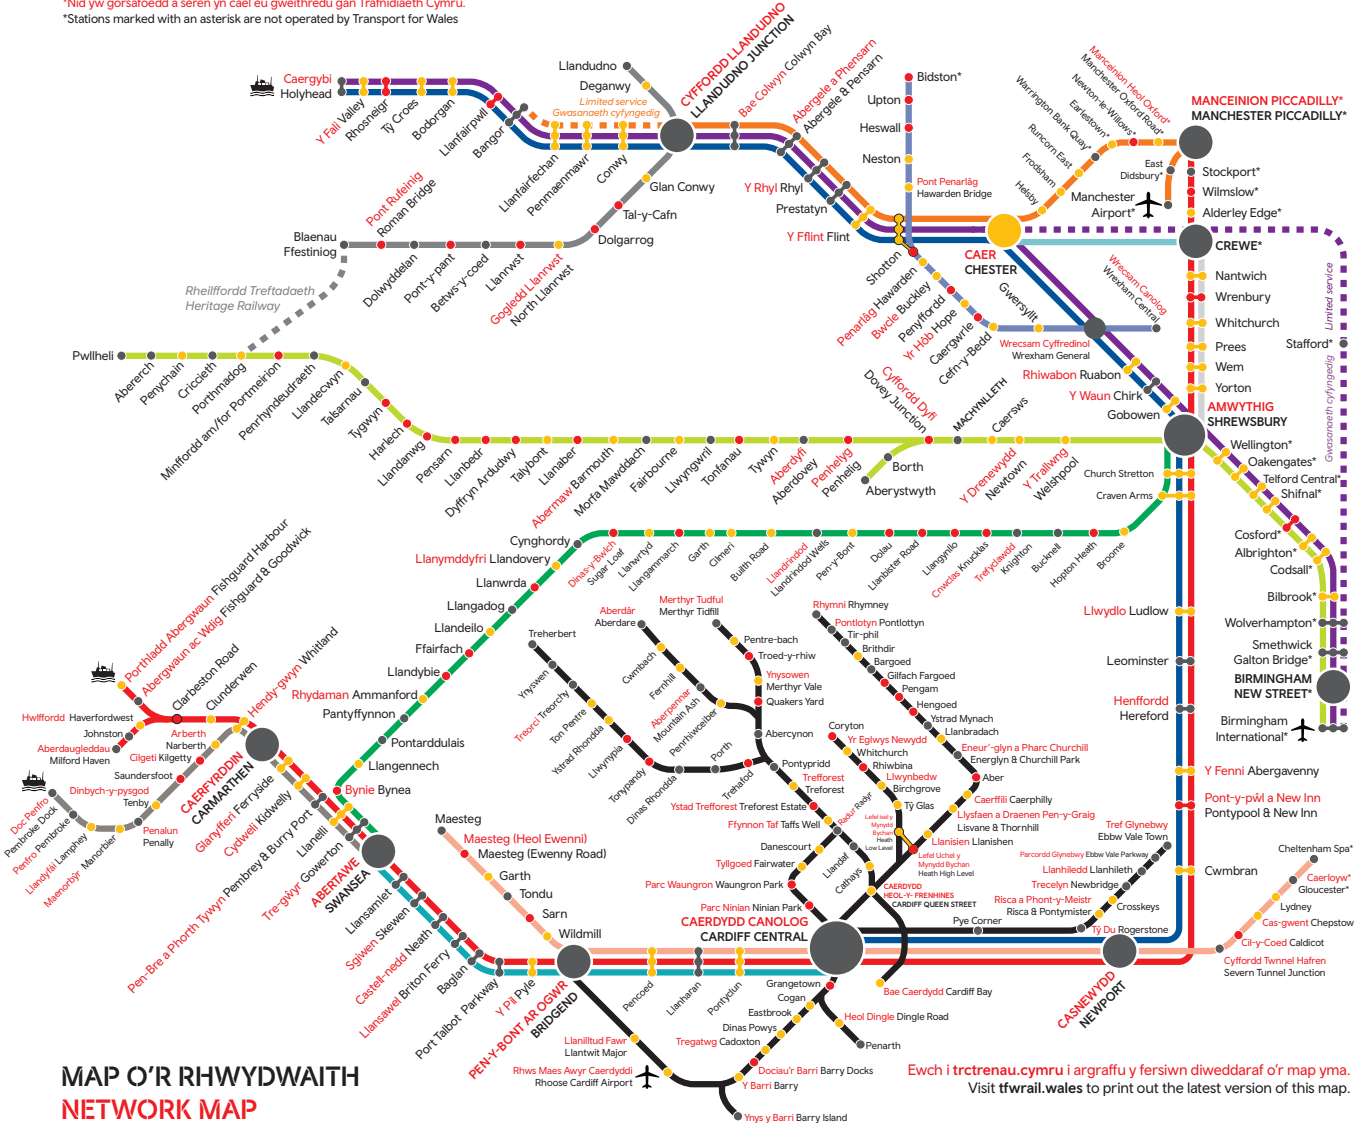 *Nid yw gorsafoedd â seren yn cael eu gweithredu gan Trafnidiaeth Cymru.
*Stations marked with an asterisk are not operated by Transport for Wales
Caergybi
Holyhead
Y Fali Valley
Rhosneigr
Ty Croes
Bodorgan
Llanfairpwll
Bangor
Limited service
Gwasanaeth cyfyngedig
Llanfairfechan
Penmaenmawr
Conwy
Llandudno
Deganwy
CYFFORDD LLANDUDNO
LLANDUDNO JUNCTION
Bae Colwyn Colwyn Bay
Abergele a Phensarn
Abergele & Pensarn
Y Rhyl Rhyl
Prestatyn
Y Fflint Flint
Glan Conwy
Tal-y-Cafn
Dolgarrog
Gogledd Llanrwst
North Llanrwst
Llanrwst
Betws-y-coed
Pont-y-pant
Dolwyddelan
Pont Rufeinig
Roman Bridge
Blaenau
Ffestiniog
Rheilffordd Treftadaeth
Heritage Railway
Bidston*
Upton
Heswall
Neston
Pont Penarlâg
Hawarden Bridge
Shotton
Penarlâg Hawarden
Bwcle Buckley
Penyffordd
Yr Hôb Hope
Caergwrle
Cefn-y-Bedd
Gwersyllt
Wrecsam Cyffredinol
Wrexham General
Wrecsam Canolog
Wrexham Central
CAER
CHESTER
Helsby
Frodsham
Runcorn East
Warrington Bank Quay*
Earlestown*
Newton-le-Willows*
Manceinion Heol Oxford*
Manchester Oxford Road*
MANCEINION PICCADILLY*
MANCHESTER PICCADILLY*
East
Didsbury*
Manchester
Airport*
Stockport*
Wilmslow*
Alderley Edge*
CREWE*
Nantwich
Wrenbury
Whitchurch
Prees
Wem
Yorton
Limited service
Gwasanaeth cyfyngedig
Stafford*
Rhiwabon Ruabon
Y Waun Chirk
Gobowen
AMWYTHIG
SHREWSBURY
Wellington*
Oakengates*
Telford Central*
Shifnal*
Cosford*
Albrighton*
Codsall*
Bilbrook*
Wolverhampton*
Smethwick
Galton Bridge*
BIRMINGHAM
NEW STREET*
Birmingham
International*
Pwllheli
Abererch
Penychain
Criccieth
Porthmadog
Minffordd am/for Portmeirion
Penrhyndeudraeth
Llandecwyn
Talsarnau
Tygwyn
Harlech
Llandanwg
Pensarn
Llanbedr
Dyffryn Ardudwy
Talybont
Llanaber
Abermaw Barmouth
Morfa Mawddach
Fairbourne
Llwyngwril
Tonfanau
Tywyn
Aberdyfi
Aberdovey
Penhelyg
Penhelig
Cyffordd Dyfi
Dovey Junction
Borth
Aberystwyth
MACHYNLLETH
Caersws
Y Drenewydd
Newtown
Y Trallwng
Welshpool
Church Stretton
Craven Arms
Broome
Hopton Heath
Bucknell
Trefyclawdd
Knighton
Cnwclas Knucklas
Llangynllo
Llanbister Road
Dolau
Pen-y-Bont
Llandrindod
Llandrindod Wells
Builth Road
Cilmeri
Garth
Llangammarch
Llanwrtyd
Dinas-y-Bwlch
Sugar Loaf
Cynghordy
Llanymddyfri Llandovery
Llanwrda
Llangadog
Llandeilo
Ffairfach
Llandybie
Rhydaman Ammanford
Pantyffynnon
Pontarddulais
Llangennech
Bynie Bynea
Llwydlo Ludlow
Leominster
Henffordd
Hereford
Y Fenni Abergavenny
Pont-y-pŵl a New Inn
Pontypool & New Inn
Cwmbran
Porthladd Abergwaun Fishguard Harbour
Abergwaun ac Wdig Fishguard & Goodwick
Clarbeston Road
Clunderwen
Hendy-gwyn Whitland
Hwlffordd Haverfordwest
Johnston
Aberdaugleddau
Milford Haven
Arberth
Narberth
Cilgeti Kilgetty
Saundersfoot
Dinbych-y-pysgod
Tenby
Penalun
Penally
Maenorbŷr Manorbier
Llandyfái Lamphey
Penfro Pembroke
Doc Penfro
Pembroke Dock
CAERFYRDDIN
CARMARTHEN
Glanyfferi Ferryside
Cydweli Kidwelly
Pen-Bre a Phorth Tywyn Pembrey & Burry Port
Llanelli
Tre-gwyr Gowerton
ABERTAWE
SWANSEA
Llansamlet
Sgiwen Skewen
Castell-nedd Neath
Llansawel Briton Ferry
Baglan
Port Talbot Parkway
Y Pil Pyle
PEN-Y-BONT AR OGWR
BRIDGEND
Maesteg
Maesteg (Heol Ewenni)
Maesteg (Ewenny Road)
Garth
Tondu
Sarn
Wildmill
Pencoed
Llanharan
Pontyclun
Treherbert
Ynyswen
Treorci Treorchy
Ton Pentre
Ystrad Rhondda
Llwynypia
Tonypandy
Dinas Rhondda
Porth
Trehafod
Aberdâr
Aberdare
Cwmbach
Fernhill
Aberpennar
Mountain Ash
Penrhiwceiber
Merthyr Tudful
Merthyr Tidfill
Pentre-bach
Troed-y-rhiw
Ynysowen
Merthyr Vale
Quakers Yard
Abercynon
Pontypridd
Trefforest
Treforest
Ystad Trefforest Treforest Estate
Ffynnon Taf Taffs Well
Radur Radyr
Danescourt
Tyllgoed Fairwater
Parc Waungron Waungron Park
Parc Ninian Ninian Park
Llandaf
Cathays
Rhymni Rhymney
Pontlotyn Pontlottyn
Tir-phil
Brithdir
Bargoed
Gilfach Fargoed
Pengam
Hengoed
Ystrad Mynach
Llanbradach
Eneur'-glyn a Pharc Churchill
Energlyn & Churchill Park
Aber
Caerffili Caerphilly
Llysfaen a Draenen Pen-y-Graig
Lisvane & Thornhill
Llanisien Llanishen
Lefel Uchel y
Mynydd Bychan
Heath High Level
Coryton
Yr Eglwys Newydd
Whitchurch
Rhiwbina
Llwynbedw
Birchgrove
Tŷ Glas
Lefel Isel y
Mynydd
Bychan
Heath
Low Level
CAERDYDD
HEOL-Y- FRENHINES
CARDIFF QUEEN STREET
CAERDYDD CANOLOG
CARDIFF CENTRAL
Bae Caerdydd Cardiff Bay
Grangetown
Cogan
Eastbrook
Dinas Powys
Tregatwg Cadoxton
Dociau'r Barri Barry Docks
Y Barri Barry
Ynys y Barri Barry Island
Heol Dingle Dingle Road
Penarth
Llanilltud Fawr
Llantwit Major
Rhws Maes Awyr Caerdydd
Rhoose Cardiff Airport
Tref Glynebwy
Ebbw Vale Town
Parcordd Glynebwy Ebbw Vale Parkway
Llanhiledd Llanhileth
Trecelyn Newbridge
Risca a Phont-y-Meistr
Risca & Pontymister
Crosskeys
Tŷ Du Rogerstone
Pye Corner
CASNEWYDD
NEWPORT
Cheltenham Spa*
Caerloyw*
Gloucester*
Lydney
Cas-gwent Chepstow
Cil-y-Coed Caldicot
Cyffordd Twnnel Hafren
Severn Tunnel Junction
MAP O'R RHWYDWAITH
NETWORK MAP
Ewch i trctrenau.cymru i argraffu y fersiwn diweddaraf o'r map yma.
Visit tfwrail.wales to print out the latest version of this map.